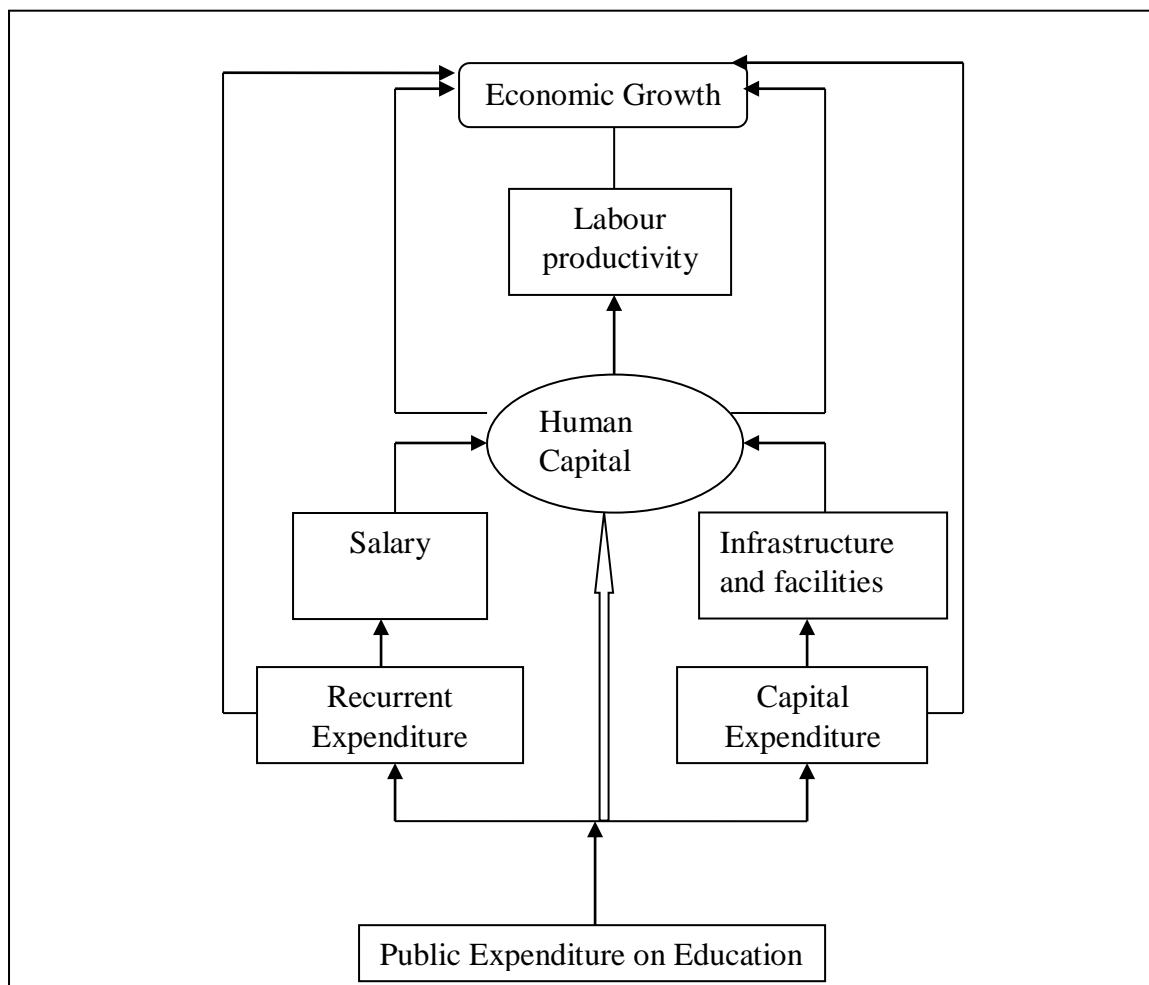 Economic Growth
Labour
productivity
Human
Capital
Salary
Infrastructure
and facilities
Recurrent
Expenditure
Capital
Expenditure
Public Expenditure on Education